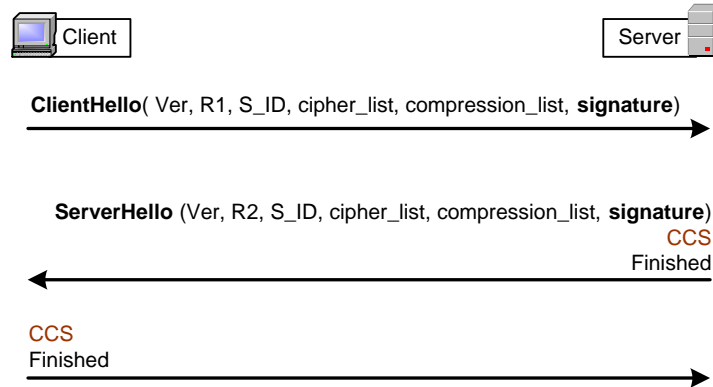 Client
Server
ClientHello( Ver, R1, S_ID, cipher_list, compression_list, signature)
ServerHello (Ver, R2, S_ID, cipher_list, compression_list, signature)
CCS
Finished
CCS
Finished